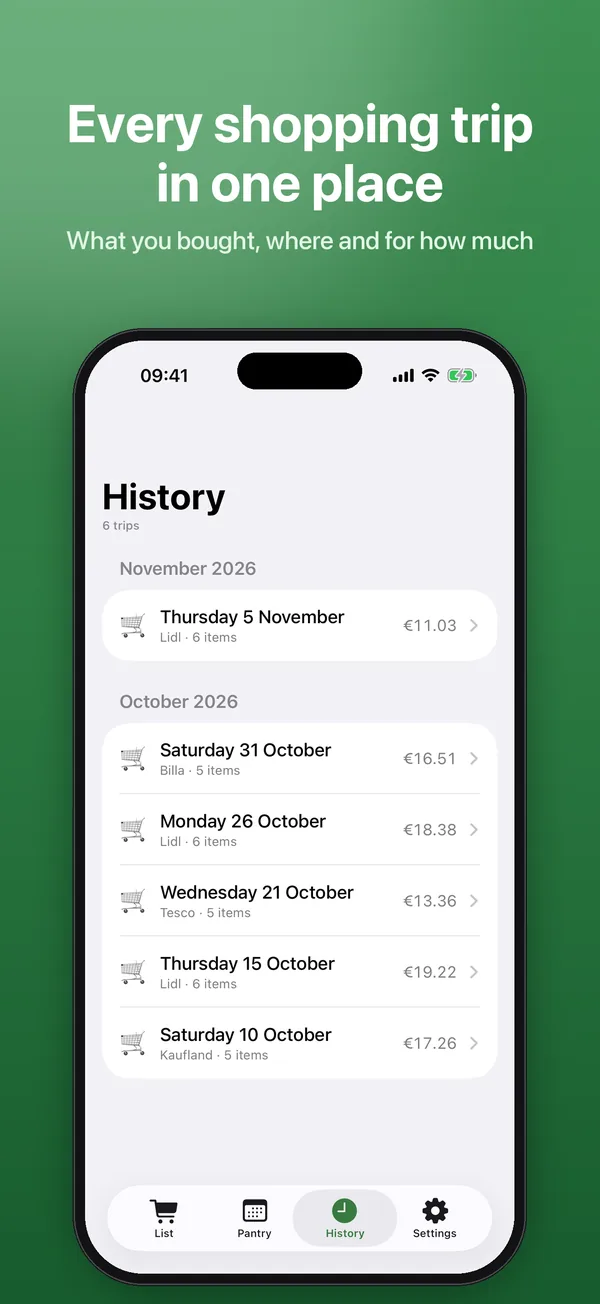 Every shopping trip
in one place
What you bought, where and for how much
09:41
History
6 trips
November 2026
Thursday 5 November
Lidl · 6 items
€11.03
October 2026
Saturday 31 October
Billa · 5 items
€16.51
Monday 26 October
Lidl · 6 items
€18.38
Wednesday 21 October
Tesco · 5 items
€13.36
Thursday 15 October
Lidl · 6 items
€19.22
Saturday 10 October
Kaufland · 5 items
€17.26
List
Pantry
History
Settings